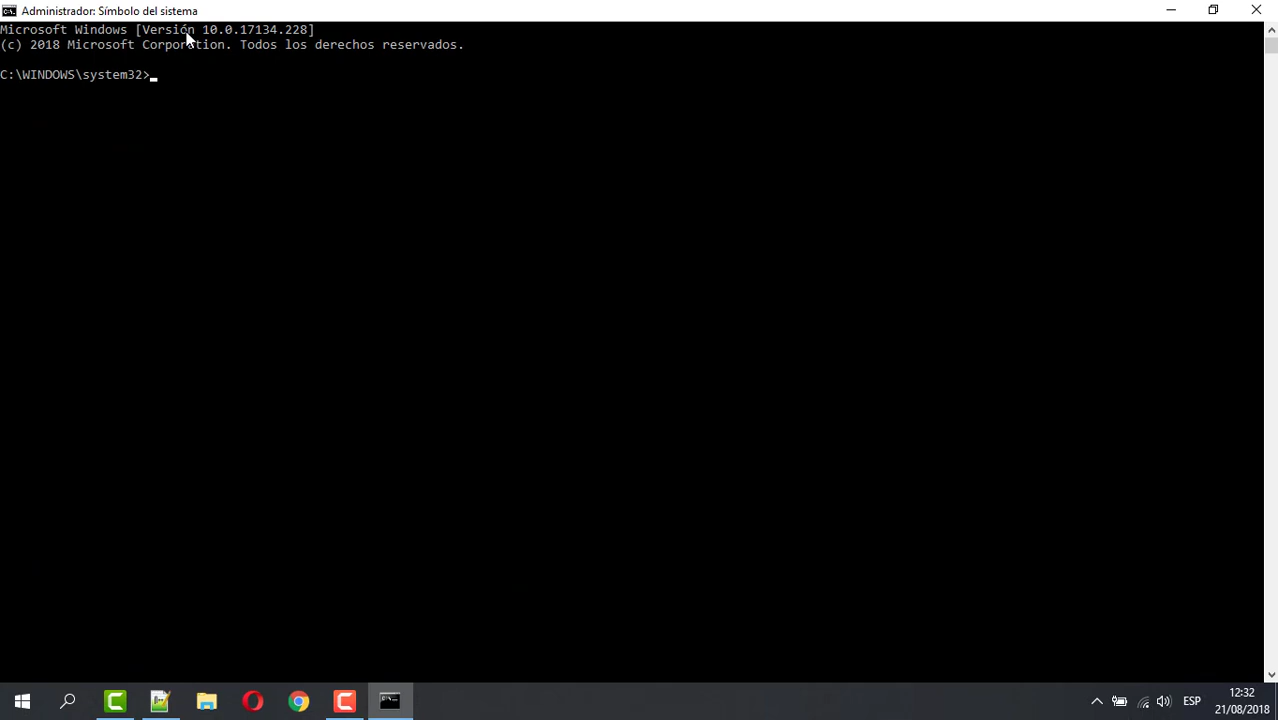 Administrador: Símbolo del sistema
Microsoft Windows [Versión 10.0.17134.228]
(c) 2018 Microsoft Corporation. Todos los derechos reservados.
C:\WINDOWS\system32>
ESP
12:32
21/08/2018